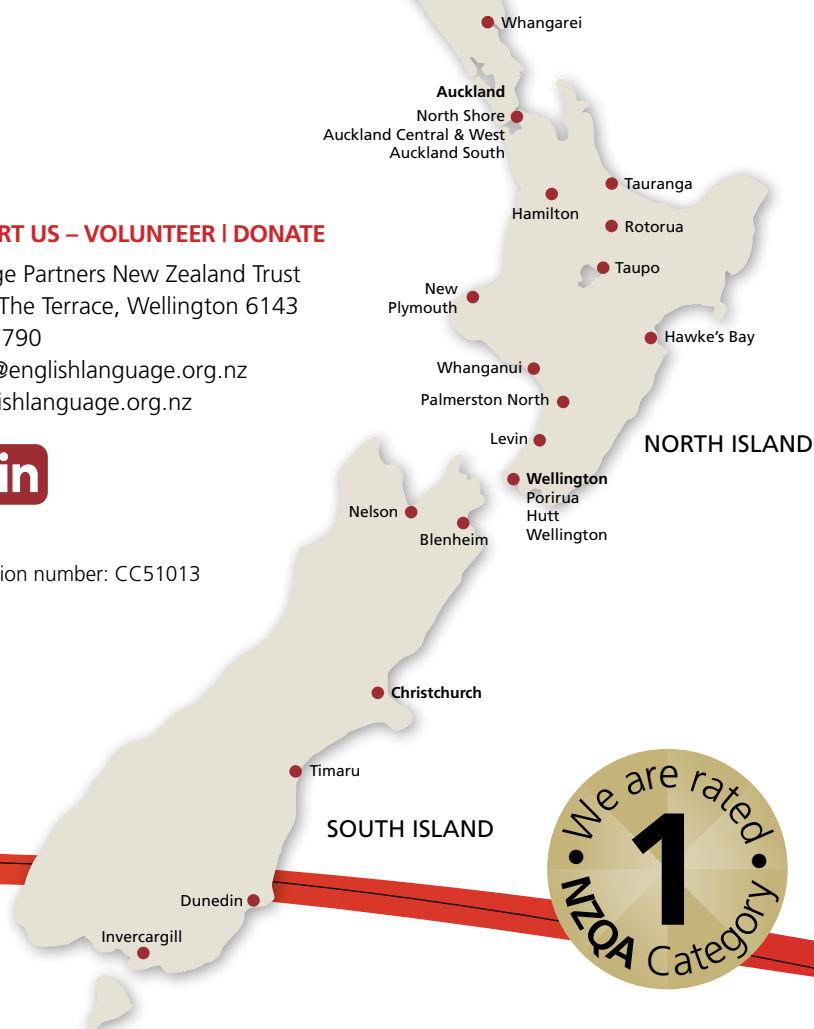 Whangarei
Auckland
North Shore
Auckland Central & West
Auckland South
Tauranga
Hamilton
Rotorua
Taupo
New
Plymouth
Hawke's Bay
Whanganui
Palmerston North
Levin
NORTH ISLAND
Wellington
Porirua
Hutt
Wellington
RT US – VOLUNTEER | DONATE
ge Partners New Zealand Trust
The Terrace, Wellington 6143
7790
@englishlanguage.org.nz
ishlanguage.org.nz
in
ion number: CC51013
Nelson
Blenheim
Christchurch
Timaru
SOUTH ISLAND
Dunedin
Invercargill
We are rated
1
NZQA Category